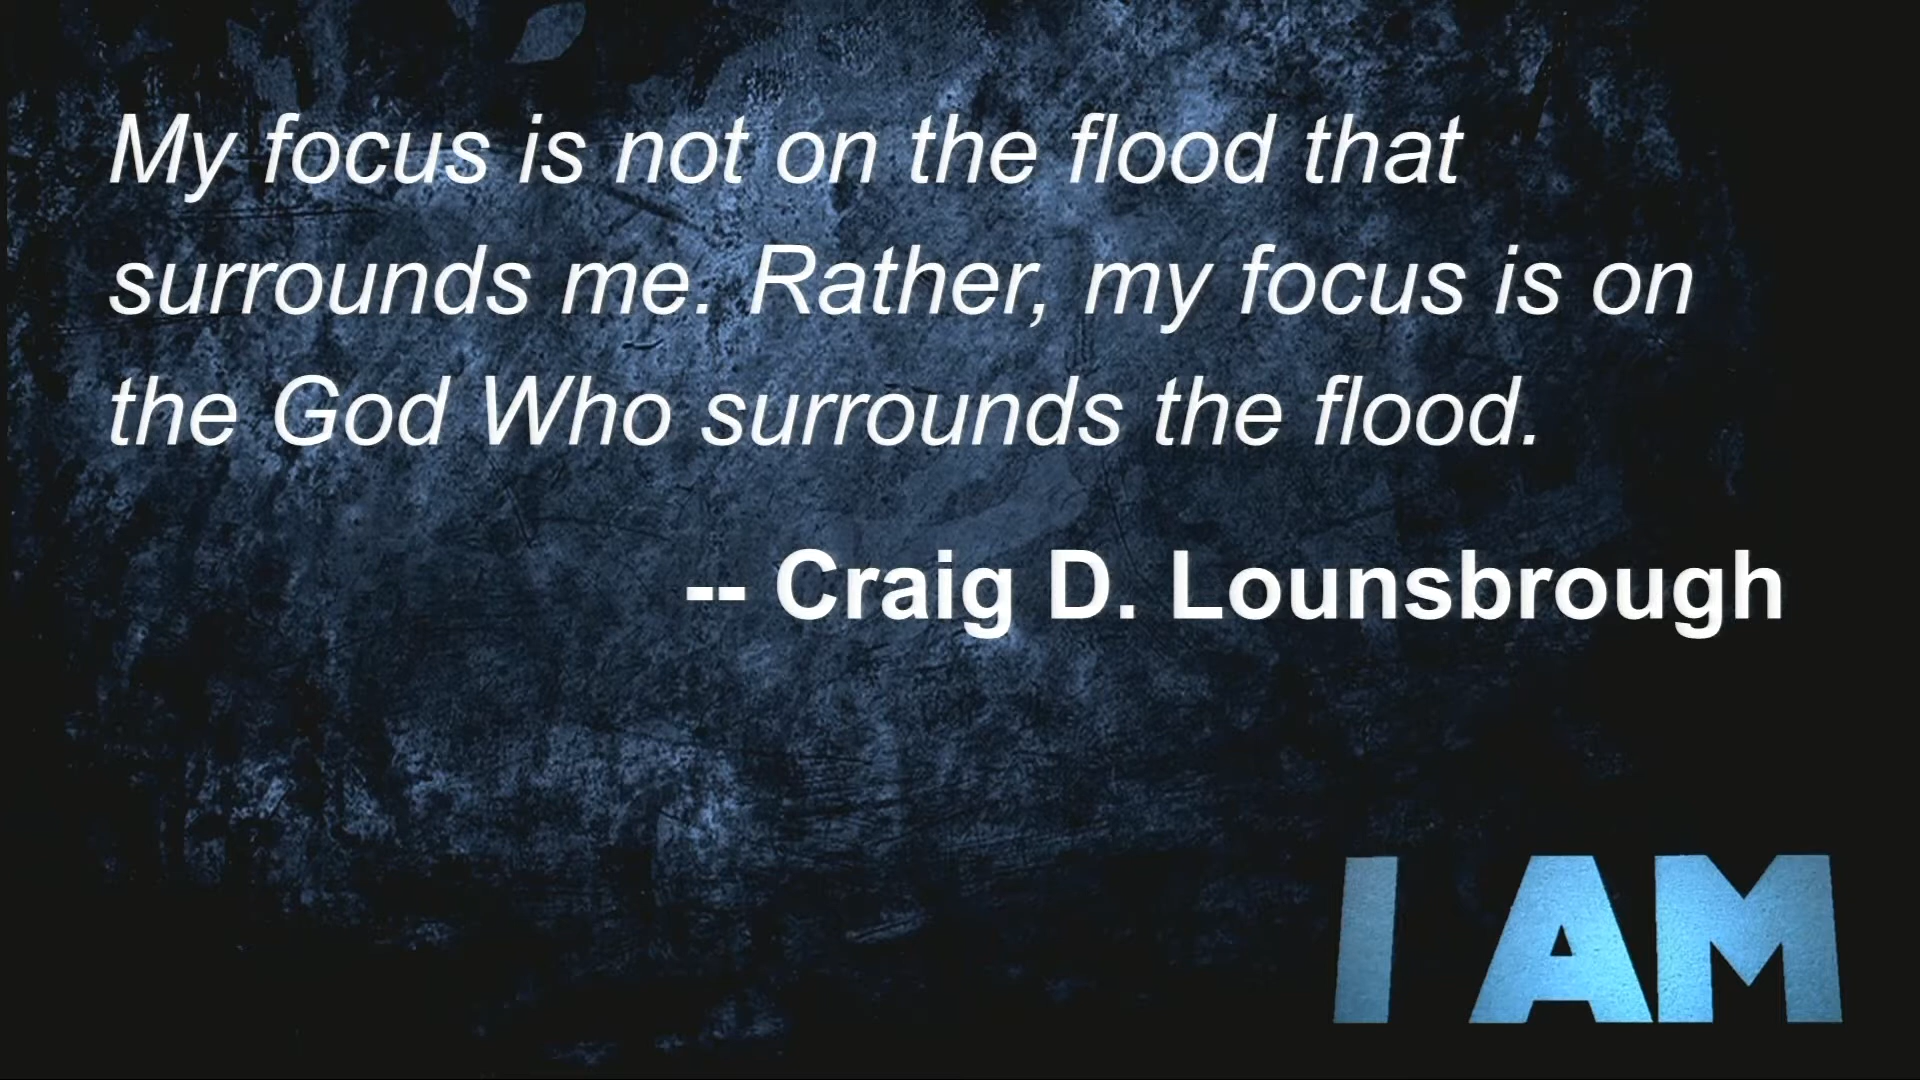 My focus is not on the flood that
surrounds me. Rather, my focus is on
the God Who surrounds the flood.
-- Craig D. Lounsbrough
I AM